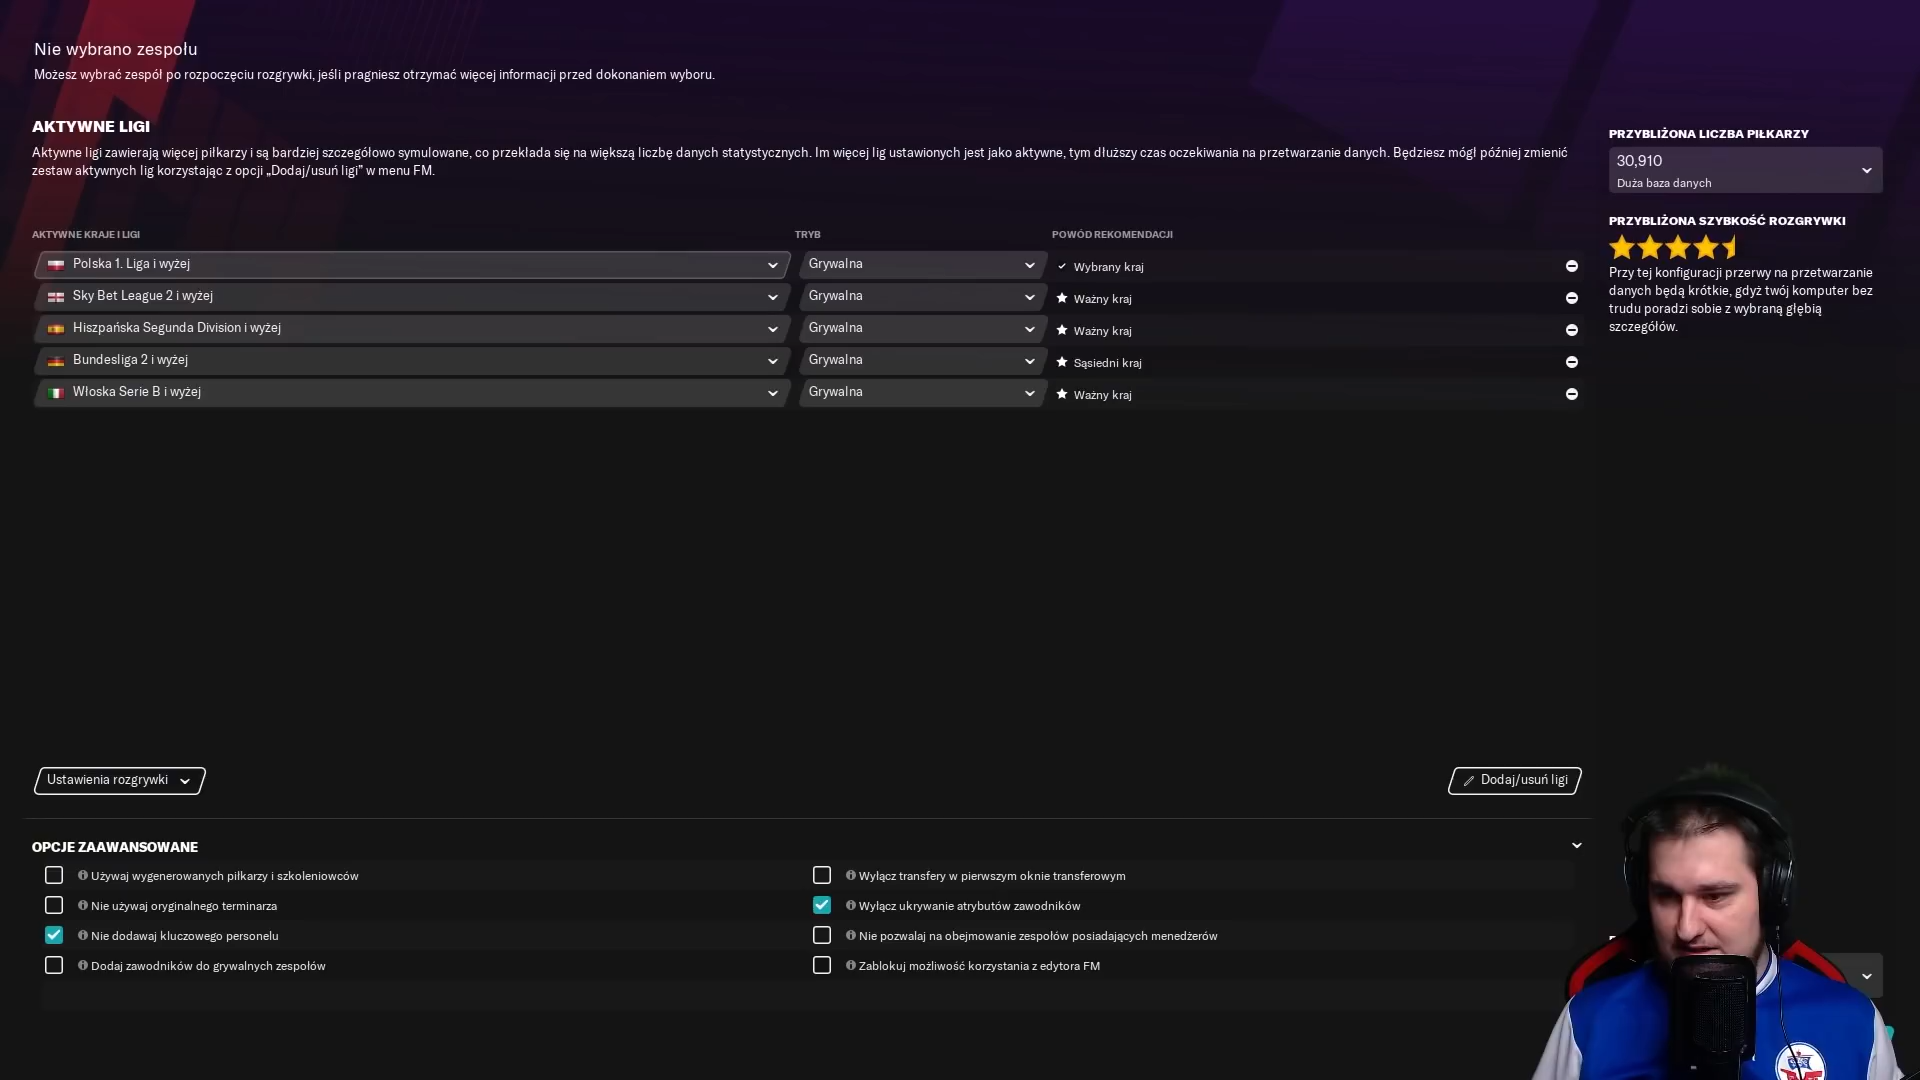 Nie wybrano zespołu
Możesz wybrać zespół po rozpoczęciu rozgrywki, jeśli pragniesz otrzymać więcej informacji przed dokonaniem wyboru.
AKTYWNE LIGI
Aktywne ligi zawierają więcej piłkarzy i są bardziej szczegółowo symulowane, co przekłada się na większą liczbę danych statystycznych. Im więcej lig ustawionych jest jako aktywne, tym dłuższy czas oczekiwania na przetwarzanie danych. Będziesz mógł później zmienić
zestaw aktywnych lig korzystając z opcji „Dodaj/usuń ligi” w menu FM.
AKTYWNE KRAJE I LIGI TRYB POWÓD REKOMENDACJI
Polska 1. Liga i wyżej Grywalna Wybrany kraj
Sky Bet League 2 i wyżej Grywalna Ważny kraj
Hiszpańska Segunda Division i wyżej Grywalna Ważny kraj
Bundesliga 2 i wyżej Grywalna Sąsiedni kraj
Włoska Serie B i wyżej Grywalna Ważny kraj
PRZYBLIŻONA LICZBA PIŁKARZY
30,910
Duża baza danych
PRZYBLIŻONA SZYBKOŚĆ ROZGRYWKI
Przy tej konfiguracji przerwy na przetwarzanie
danych będą krótkie, gdyż twój komputer bez
trudu poradzi sobie z wybraną głębią
szczegółów.
Ustawienia rozgrywki
Dodaj/usuń ligi
OPCJE ZAAWANSOWANE
Używaj wygenerowanych piłkarzy i szkoleniowców
Nie używaj oryginalnego terminarza
Nie dodawaj kluczowego personelu
Dodaj zawodników do grywalnych zespołów
Wyłącz transfery w pierwszym oknie transferowym
Wyłącz ukrywanie atrybutów zawodników
Nie pozwalaj na obejmowanie zespołów posiadających menedżerów
Zablokuj możliwość korzystania z edytora FM